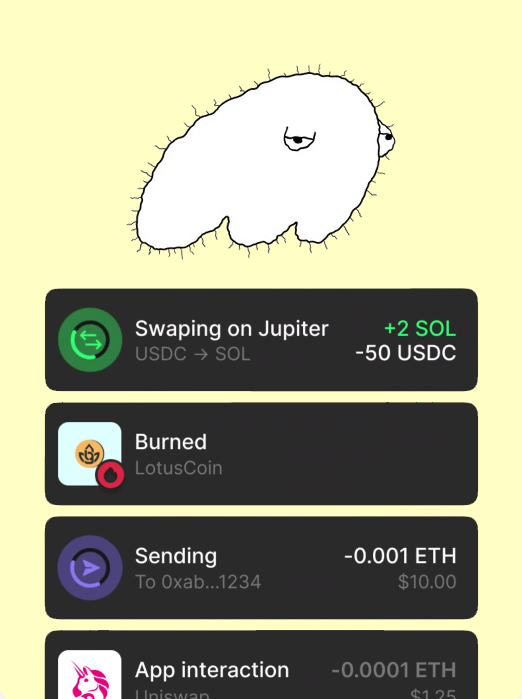 Swaping on Jupiter
+2 SOL
USDC → SOL
-50 USDC
Burned
LotusCoin
Sending
-0.001 ETH
To 0xab...1234
$10.00
App interaction
-0.0001 ETH
Uniswap
$1.25